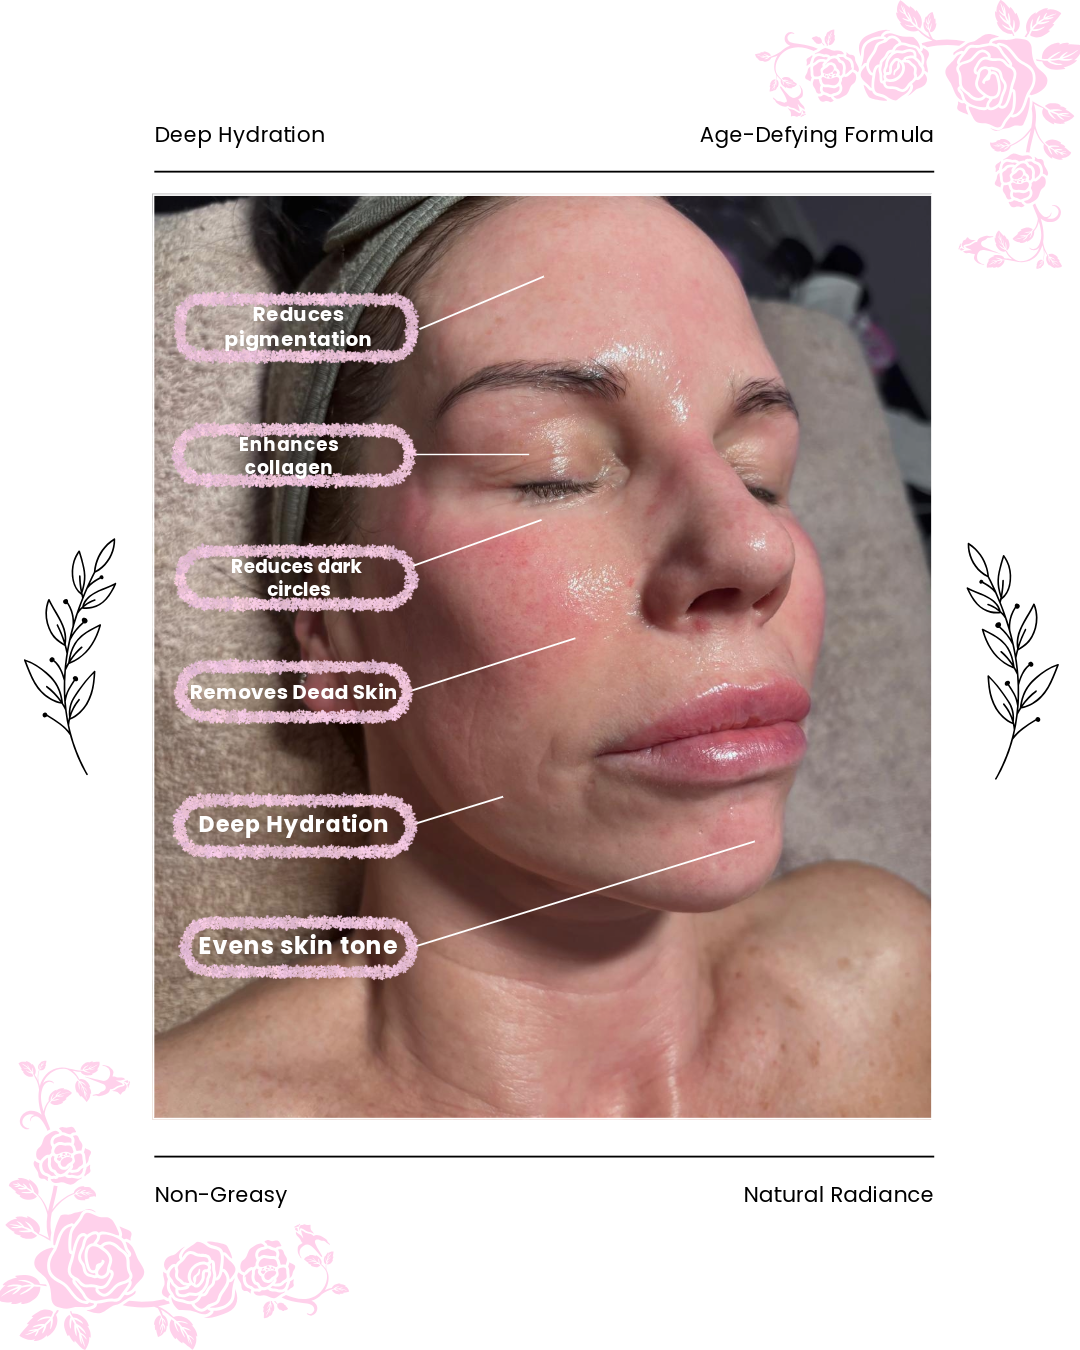 Deep Hydration
Age-Defying Formula
Reduces
pigmentation
Enhances
collagen
Reduces dark
circles
Removes Dead Skin
Deep Hydration
Evens skin tone
Non-Greasy
Natural Radiance